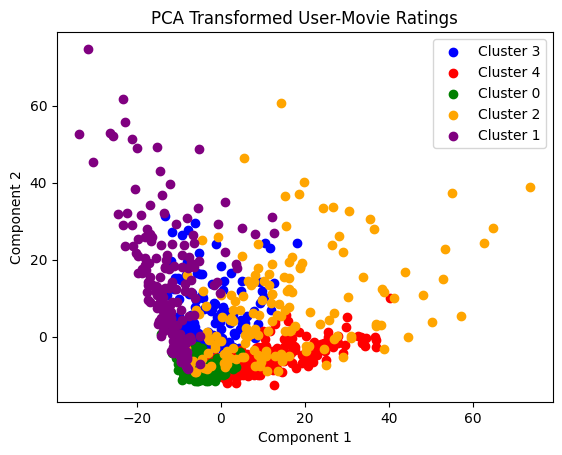 PCA Transformed User-Movie Ratings
Cluster 3
Cluster 4
Cluster 0
Cluster 2
Cluster 1
Component 2
60
40
20
0
−20
0
20
40
60
Component 1